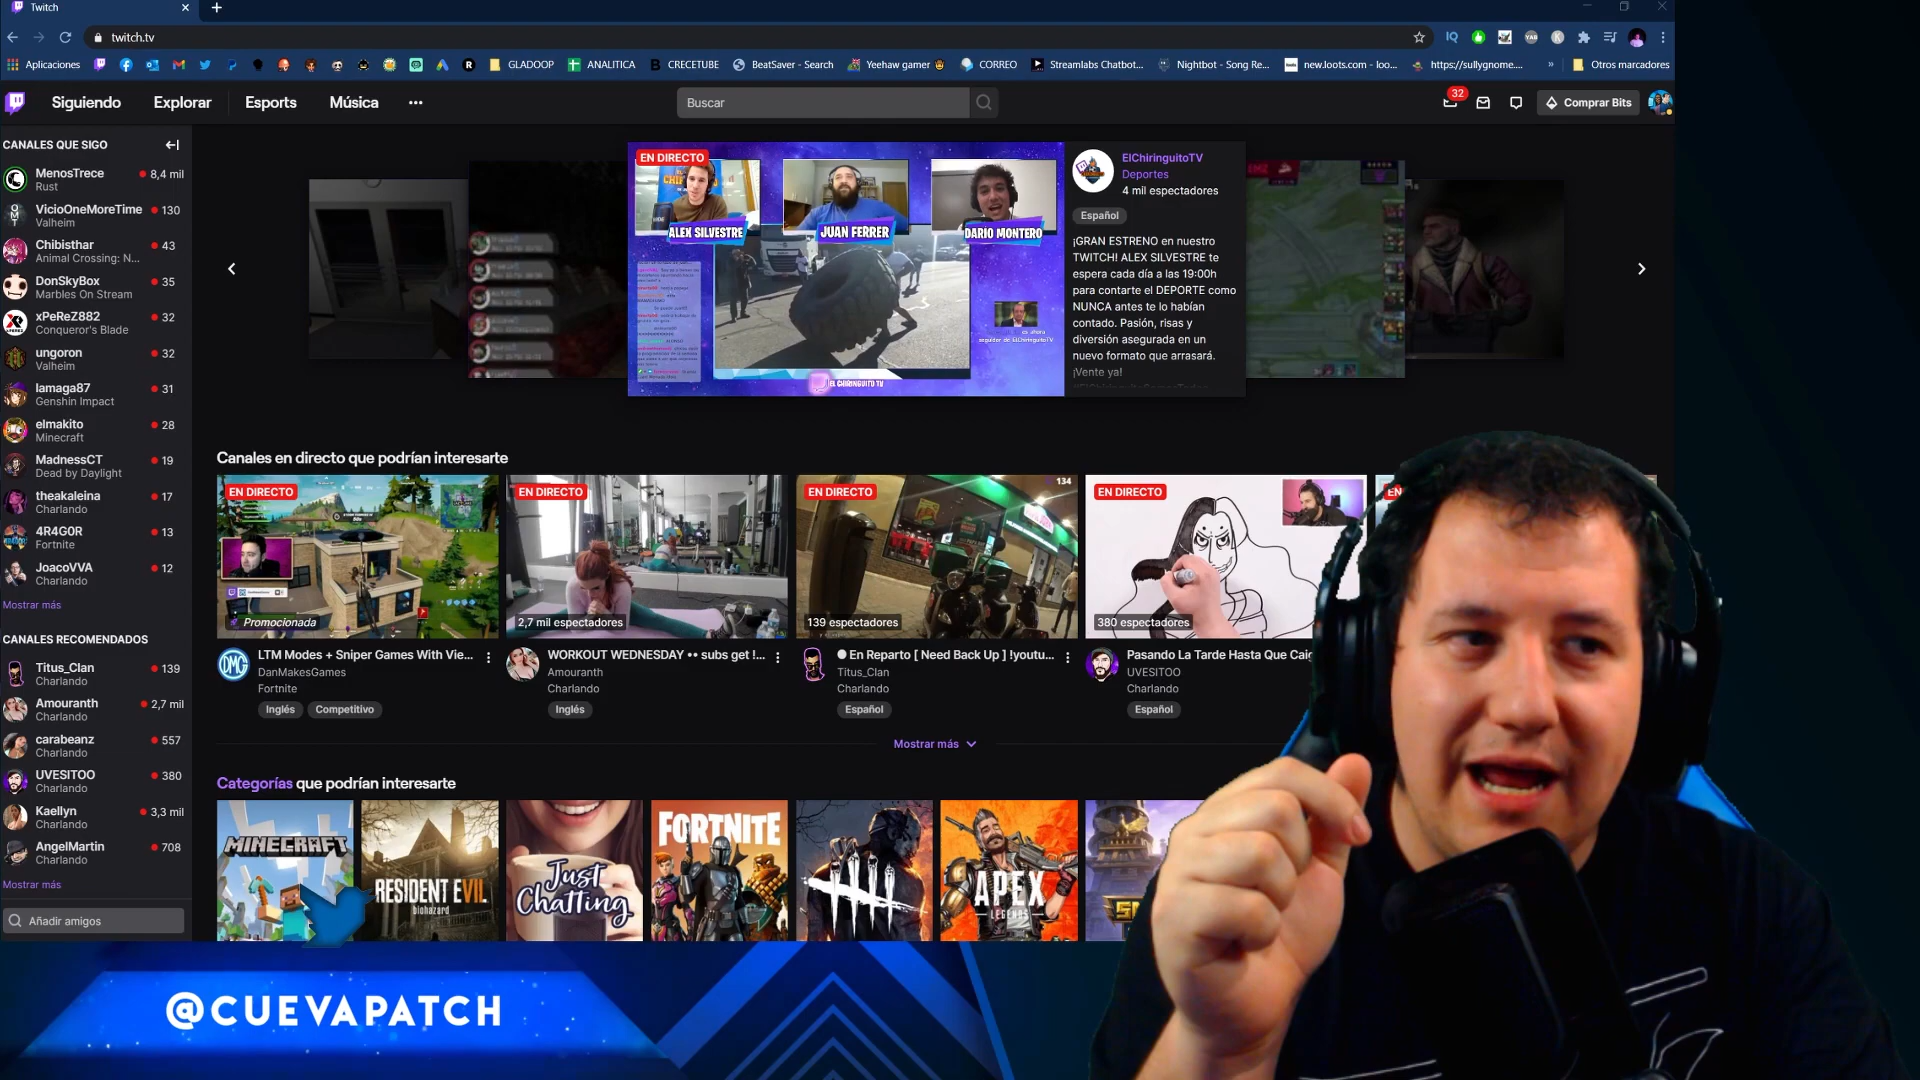 Twitch
twitch.tv
Aplicaciones
GLADOOP
ANALITICA
CRECETUBE
BeatSaver - Search
Yeehaw gamer
CORREO
Streamlabs Chatbot...
Nightbot - Song Re...
new.loots.com - loo...
https://sullygnome....
»
Otros marcadores
Siguiendo
Explorar
Esports
Música
Buscar
32
Comprar Bits
CANALES QUE SIGO
MenosTrece
8,4 mil
Rust
VicioOneMoreTime
130
Valheim
Chibisthar
43
Animal Crossing: N...
DonSkyBox
35
Marbles On Stream
xPeReZ882
32
Conqueror's Blade
ungoron
32
Valheim
lamaga87
31
Genshin Impact
elmakito
28
Minecraft
MadnessCT
19
Dead by Daylight
theakaleina
17
Charlando
4R4G0R
13
Fortnite
JoacoVVA
12
Charlando
Mostrar más
CANALES RECOMENDADOS
Titus_Clan
139
Charlando
Amouranth
2,7 mil
Charlando
carabeanz
557
Charlando
UVESITOO
380
Charlando
Kaellyn
3,3 mil
Charlando
AngelMartin
708
Charlando
Mostrar más
Añadir amigos
EN DIRECTO
ALEX SILVESTRE
JUAN FERRER
DARIO MONTERO
EL CHIRINGUITO TV
ElChiringuitoTV
Deportes
4 mil espectadores
Español
¡GRAN ESTRENO en nuestro
TWITCH! ALEX SILVESTRE te
espera cada día a las 19:00h
para contarte el DEPORTE como
NUNCA antes te lo habían
contado. Pasión, risas y
diversión asegurada en un
nuevo formato que arrasará.
¡Vente ya!
Canales en directo que podrían interesarte
EN DIRECTO
Promocionada
LTM Modes + Sniper Games With Vie...
DanMakesGames
Fortnite
Inglés
Competitivo
EN DIRECTO
2,7 mil espectadores
WORKOUT WEDNESDAY •• subs get !...
Amouranth
Charlando
Inglés
EN DIRECTO
134
139 espectadores
En Reparto [ Need Back Up ] !youtu...
Titus_Clan
Charlando
Español
EN DIRECTO
380 espectadores
Pasando La Tarde Hasta Que Caig
UVESITOO
Charlando
Español
EN
Mostrar más
Categorías que podrían interesarte
MINECRAFT
RESIDENT EVIL
biohazard
Just
Chatting
FORTNITE
APEX
LEGENDS
@CUEVAPATCH